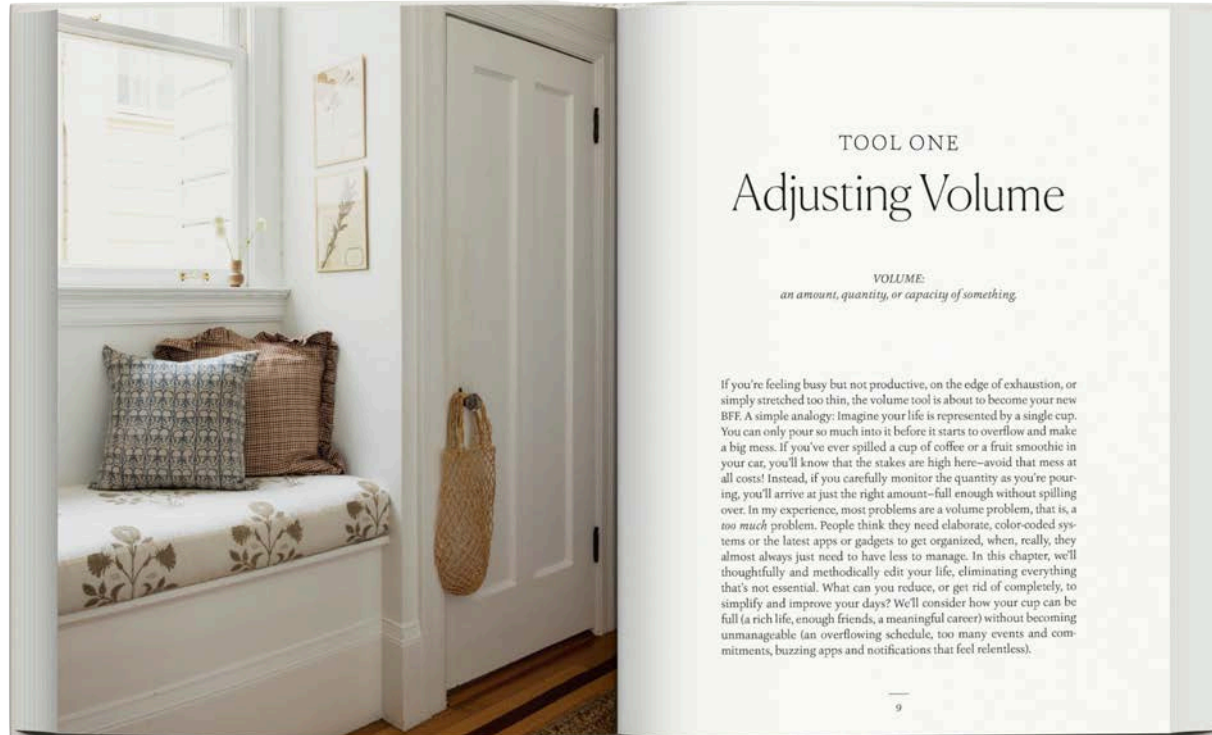 TOOL ONE
Adjusting Volume
VOLUME:
an amount, quantity, or capacity of something.
If you're feeling busy but not productive, on the edge of exhaustion, or
simply stretched too thin, the volume tool is about to become your new
BFF. A simple analogy: Imagine your life is represented by a single cup.
You can only pour so much into it before it starts to overflow and make
a big mess. If you've ever spilled a cup of coffee or a fruit smoothie in
your car, you'll know that the stakes are high here—avoid that mess at
all costs! Instead, if you carefully monitor the quantity as you're pour-
ing, you'll arrive at just the right amount—full enough without spilling
over. In my experience, most problems are a volume problem, that is, a
too much problem. People think they need elaborate, color-coded sys-
tems or the latest apps or gadgets to get organized, when, really, they
almost always just need to have less to manage. In this chapter, we'll
thoughtfully and methodically edit your life, eliminating everything
that's not essential. What can you reduce, or get rid of completely, to
simplify and improve your days? We'll consider how your cup can be
full (a rich life, enough friends, a meaningful career) without becoming
unmanageable (an overflowing schedule, too many events and com-
mitments, buzzing apps and notifications that feel relentless).
9